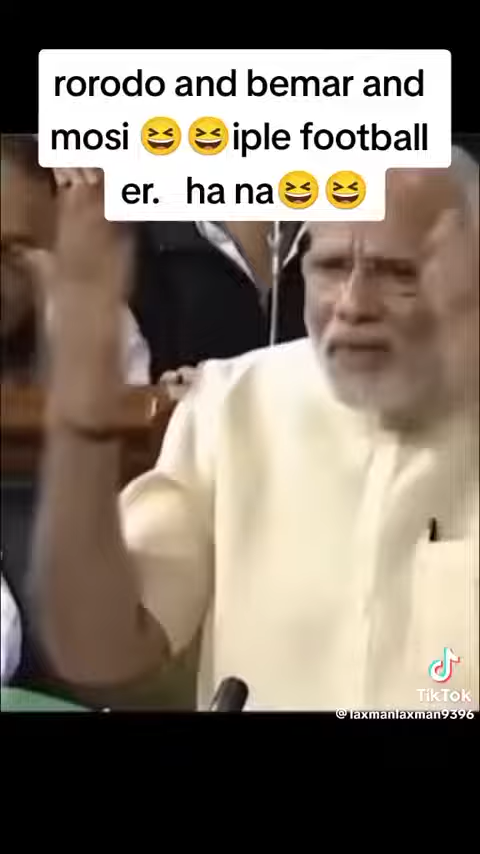 rorodo and bemar and
mosi 😆😆iple football
er. ha na😆😆
TikTok
@laxmanlaxman9396